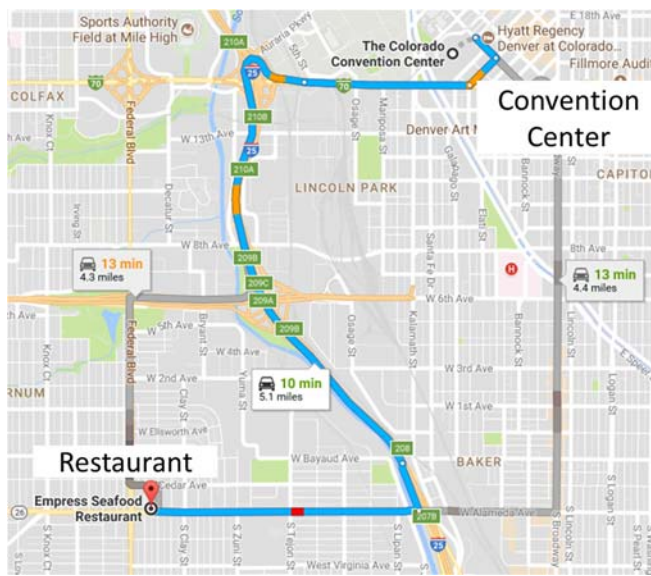 Sports Authority
Field at Mile High
Auraria Pkwy
5th St
E 18th Ave
Hyatt Regency
Denver at Colorado...
The Colorado
Convention Center
Fillmore Audit
210A
25
70
70
COLFAX
Knox Ct
Federal Blvd
W 13th Ave
210B
25
210A
Osage St
Mariposa St
Denver Art M
Convention
Center
Galapago St
Bannock St
CAPITO
LINCOLN PARK
Decatur St
Irving St
Elati St
Santa Fe Dr
W 8th Ave
8th Ave
13 min
4.3 miles
209B
209C
209A
H
13 min
4.4 miles
W 6th Ave
6th Ave
W 5th Ave
209B
Federal Blvd
Bryant St
W 4th Ave
Osage St
Kalamath St
Bannock St
Lincoln St
E Speer
Knox Ct
W 3rd Ave
W 2nd Ave
Clay St
Yuma St
10 min
5.1 miles
W 1st Ave
Logan St
RNUM
W Ellsworth Ave
Restaurant
208
W Bayaud Ave
BAKER
Cedar Ave
Empress Seafood
Restaurant
26
207B
W Alameda Ave
S Knox Ct
S Clay St
S Zuni St
S Tejon St
S Lipan St
25
S Broadway
S Lincoln St
S Logan St
S Pearl St
West Virginia Ave